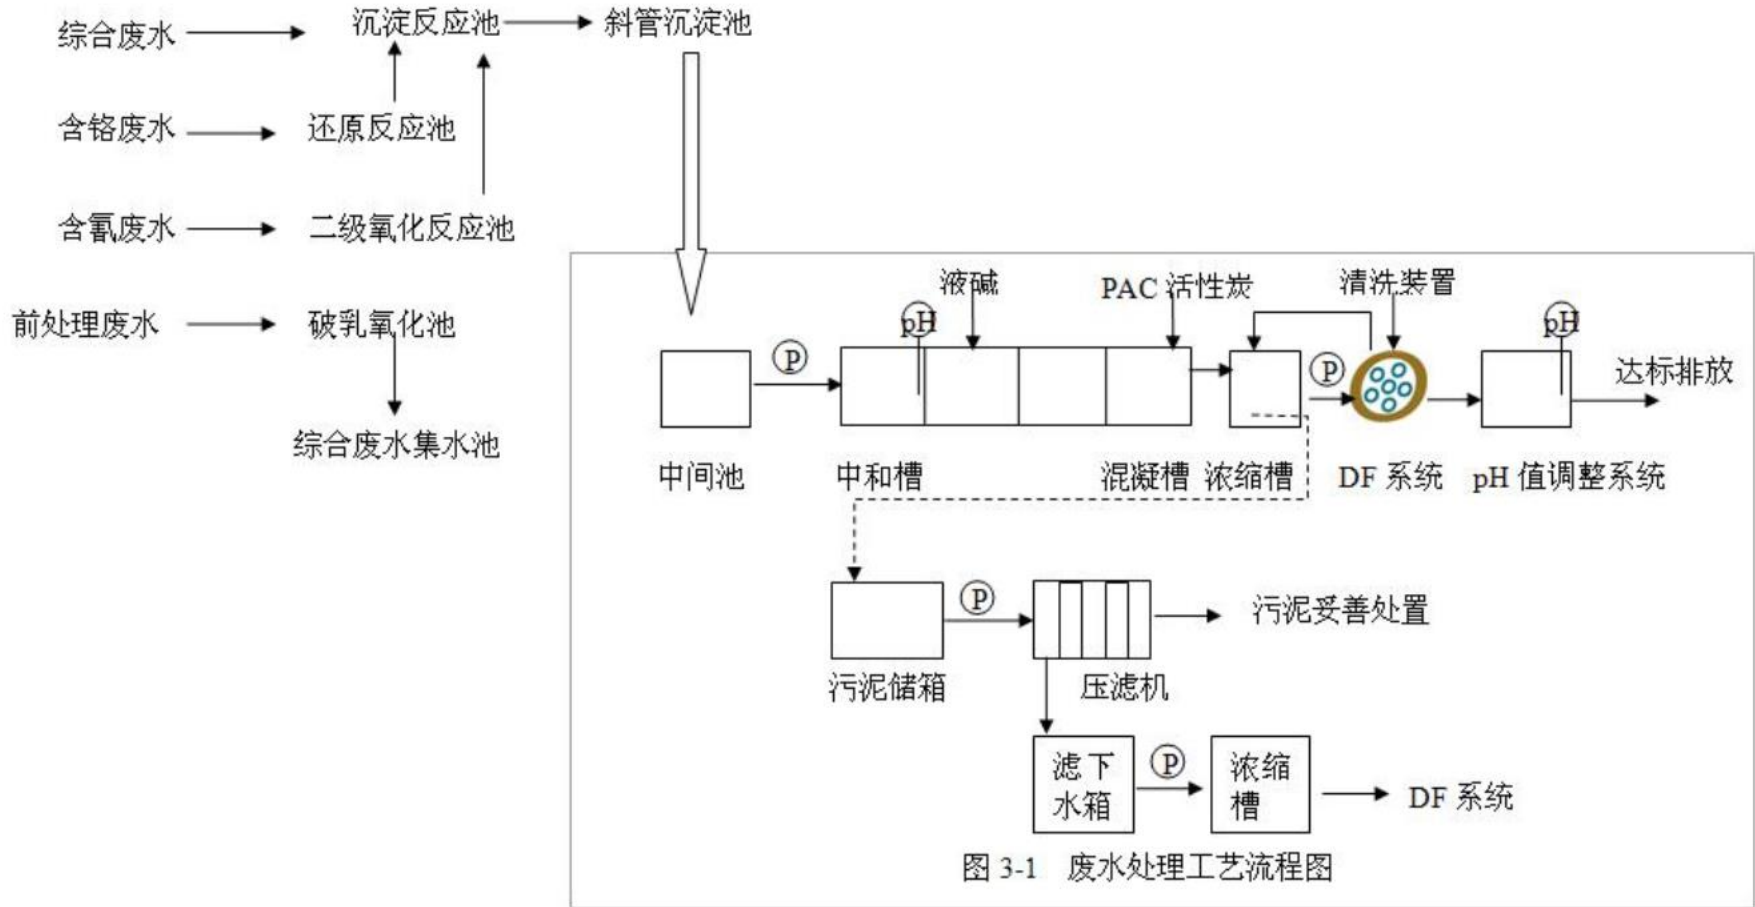 综合废水
沉淀反应池
斜管沉淀池
含铬废水
还原反应池
含氰废水
二级氧化反应池
前处理废水
破乳氧化池
综合废水集水池
液碱
PAC 活性炭
清洗装置
pH
pH
P
P
达标排放
中间池
中和槽
混凝槽
浓缩槽
DF 系统
pH 值调整系统
P
污泥妥善处置
污泥储箱
压滤机
滤下
水箱
P
浓缩
槽
DF 系统
图 3-1 废水处理工艺流程图